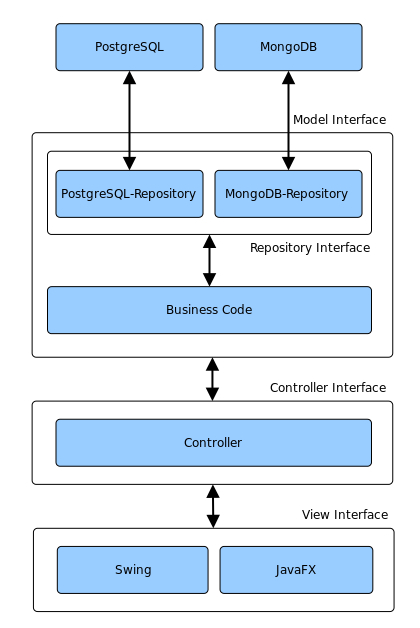 PostgreSQL
MongoDB
Model Interface
PostgreSQL-Repository
MongoDB-Repository
Repository Interface
Business Code
Controller Interface
Controller
View Interface
Swing
JavaFX